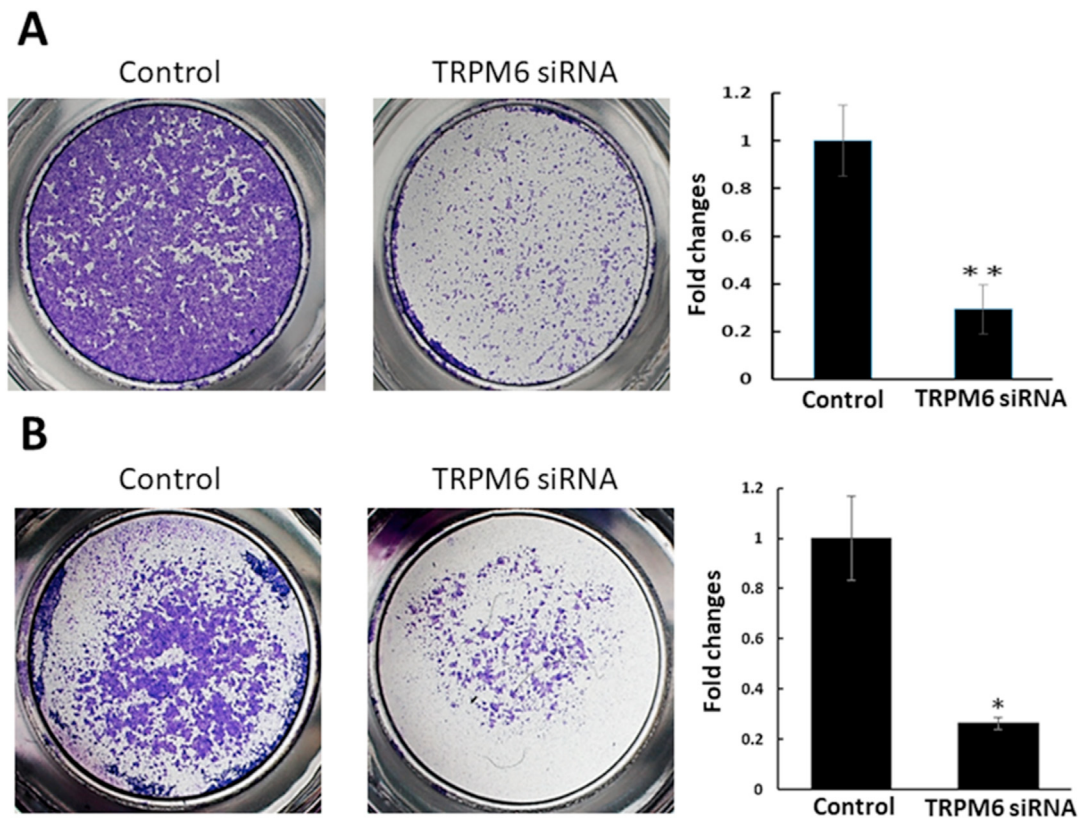 A
Control
TRPM6 siRNA
Fold changes
1.2
1
0.8
0.6
0.4
0.2
0
* *
Control
TRPM6 siRNA
B
Control
TRPM6 siRNA
Fold changes
1.2
1
0.8
0.6
0.4
0.2
0
*
Control
TRPM6 siRNA